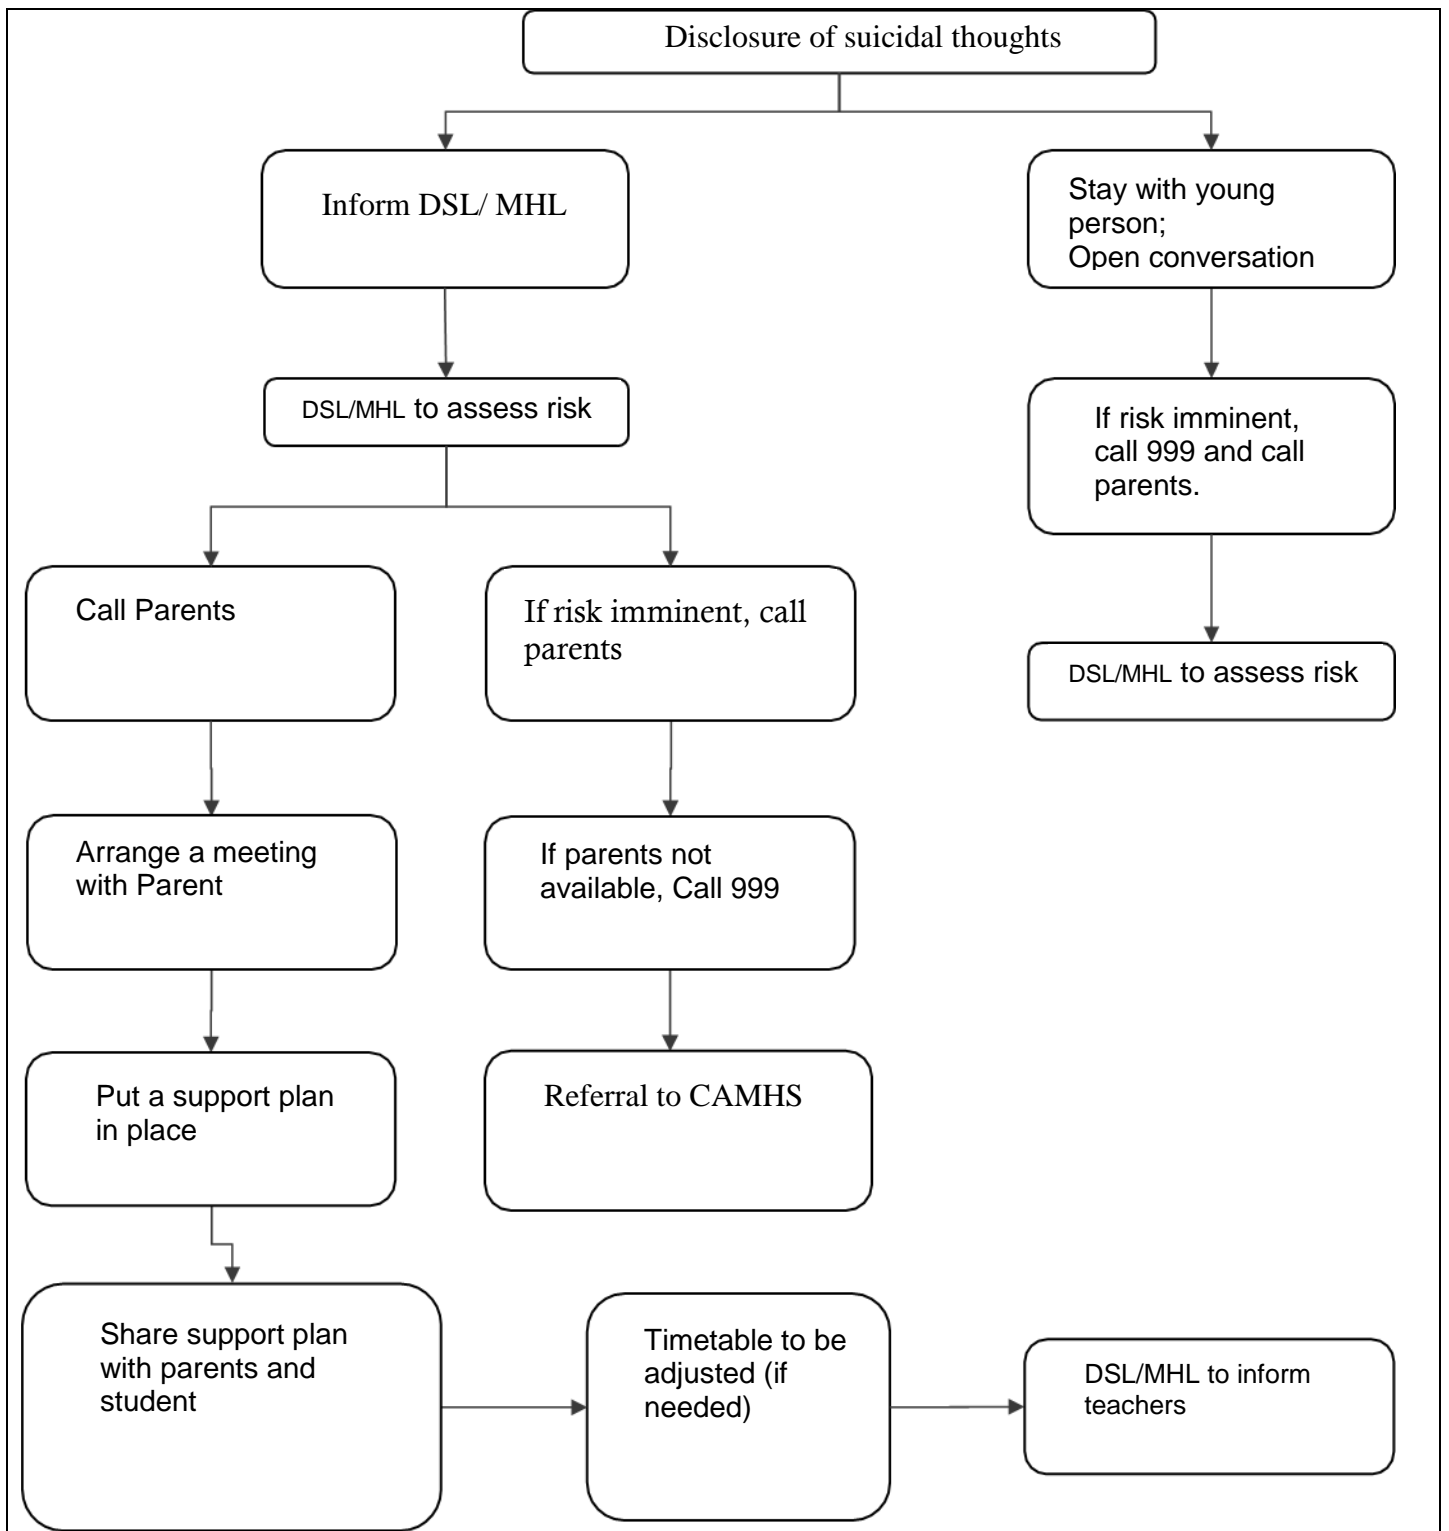 Disclosure of suicidal thoughts
Inform DSL/ MHL
Stay with young
person;
Open conversation
DSL/MHL to assess risk
If risk imminent,
call 999 and call
parents.
Call Parents
If risk imminent, call
parents
DSL/MHL to assess risk
Arrange a meeting
with Parent
If parents not
available, Call 999
Put a support plan
in place
Referral to CAMHS
Share support plan
with parents and
student
Timetable to be
adjusted (if
needed)
DSL/MHL to inform
teachers